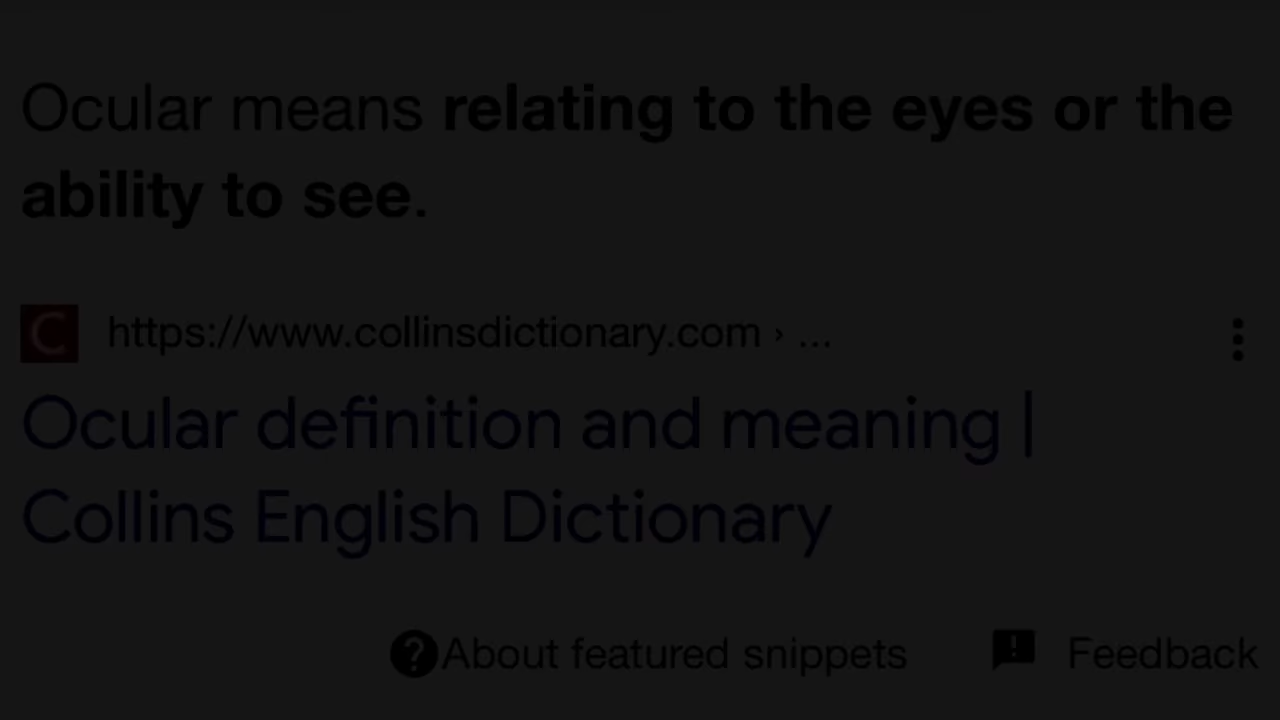 Ocular means relating to the eyes or the
ability to see.
C https://www.collinsdictionary.com › ...
Ocular definition and meaning |
Collins English Dictionary
? About featured snippets ! Feedback